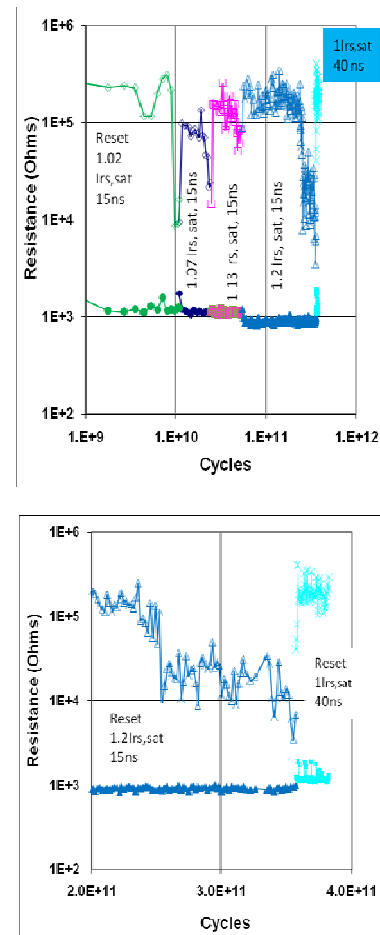 1E+6
1E+5
1E+4
1E+3
1E+2
Resistance (Ohms)
1Irs,sat
40 ns
Reset
1.02
Irs,sat
15ns
1.07 Irs, sat, 15ns
1 13 rs, sat, 15ns
1.2 Irs, sat, 15ns
1.E+9
1.E+10
1.E+11
1.E+12
Cycles
1E+6
1E+5
1E+4
1E+3
1E+2
Resistance (Ohms)
Reset
1.2Irs,sat
15ns
Reset
1Irs,sat
40ns
2.0E+11
3.0E+11
4.0E+11
Cycles